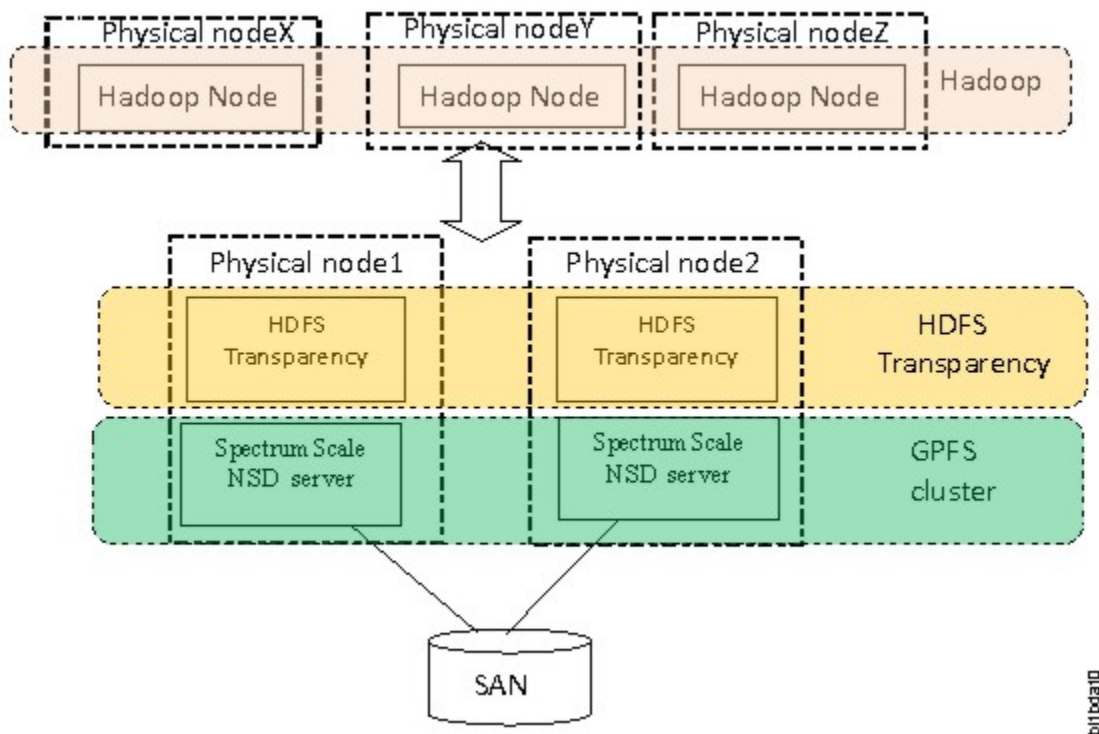 Physical nodeX
Physical nodeY
Physical nodeZ
Hadoop Node
Hadoop Node
Hadoop Node
Hadoop
Physical node1
Physical node2
HDFS
Transparency
HDFS
Transparency
HDFS
Transparency
Spectrum Scale
NSD server
Spectrum Scale
NSD server
GPFS
cluster
SAN
bl1bda10